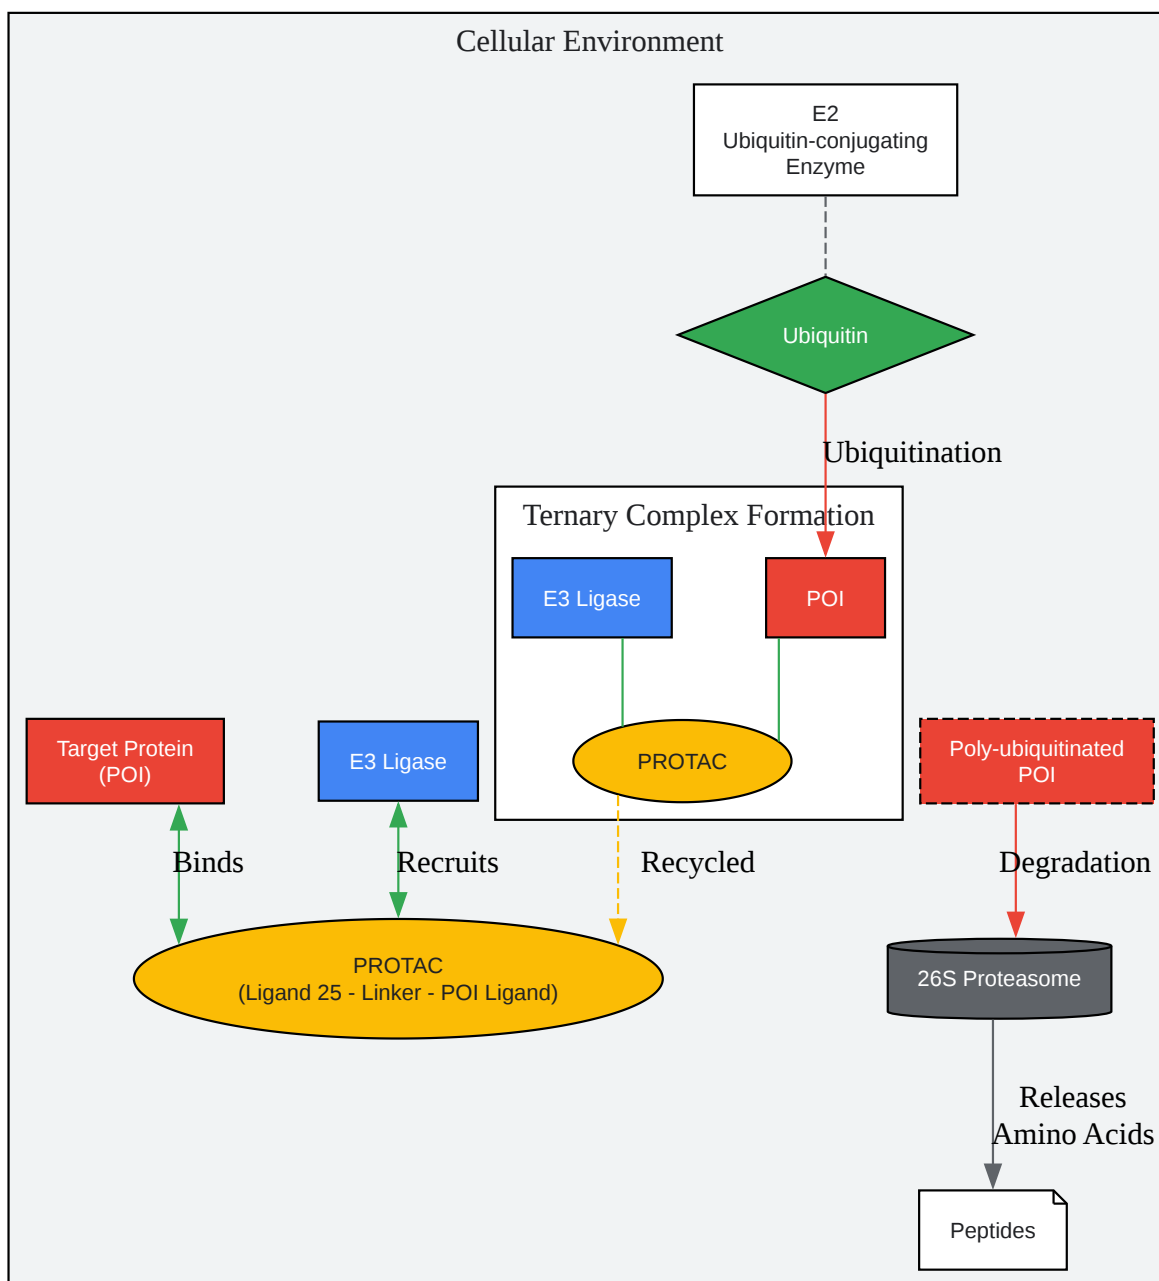 Cellular Environment
E2
Ubiquitin-conjugating
Enzyme
Ubiquitin
Ubiquitination
Ternary Complex Formation
E3 Ligase
POI
PROTAC
Target Protein
(POI)
E3 Ligase
Poly-ubiquitinated
POI
Binds
Recruits
Recycled
Degradation
PROTAC
(Ligand 25 - Linker - POI Ligand)
26S Proteasome
Releases
Amino Acids
Peptides